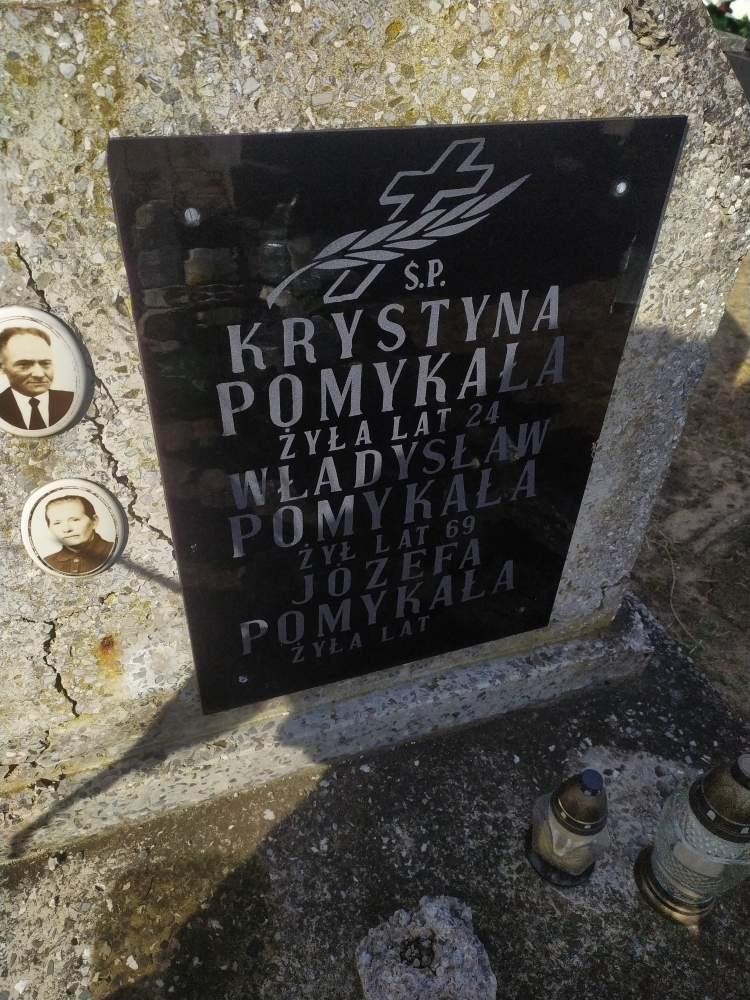 Ś.P.
KRYSTYNA
POMYKAŁA
ŻYŁA LAT 24
WŁADYSŁAW
POMYKAŁA
ŻYŁ LAT 69
JÓZEFA
POMYKAŁA
ŻYŁA LAT